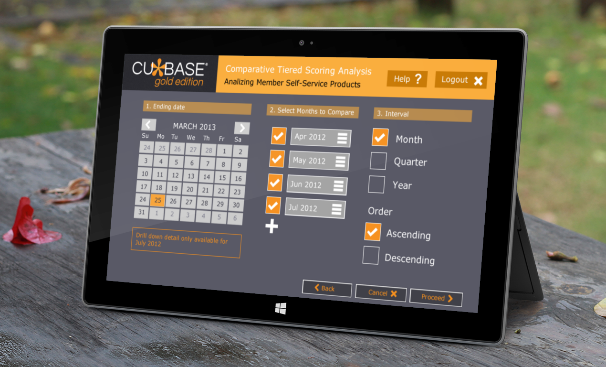 CU*BASE®
gold edition
Comparative Tiered Scoring Analysis
Analizing Member Self-Service Products
Help ?
Logout
1. Ending date
MARCH 2013
Su Mo Tu We Th Fr Sa
24 25 26 27 28 1 2
3 4 5 6 7 8 9
10 11 12 13 14 15 16
17 18 19 20 21 22 23
24 25 26 27 28 29 30
31 1 2 3 4 5 6
Drill down detail only available for
July 2012
2. Select Months to Compare
Apr 2012
May 2012
Jun 2012
Jul 2012
3. Interval
Month
Quarter
Year
Order
Ascending
Descending
Back
Cancel
Proceed